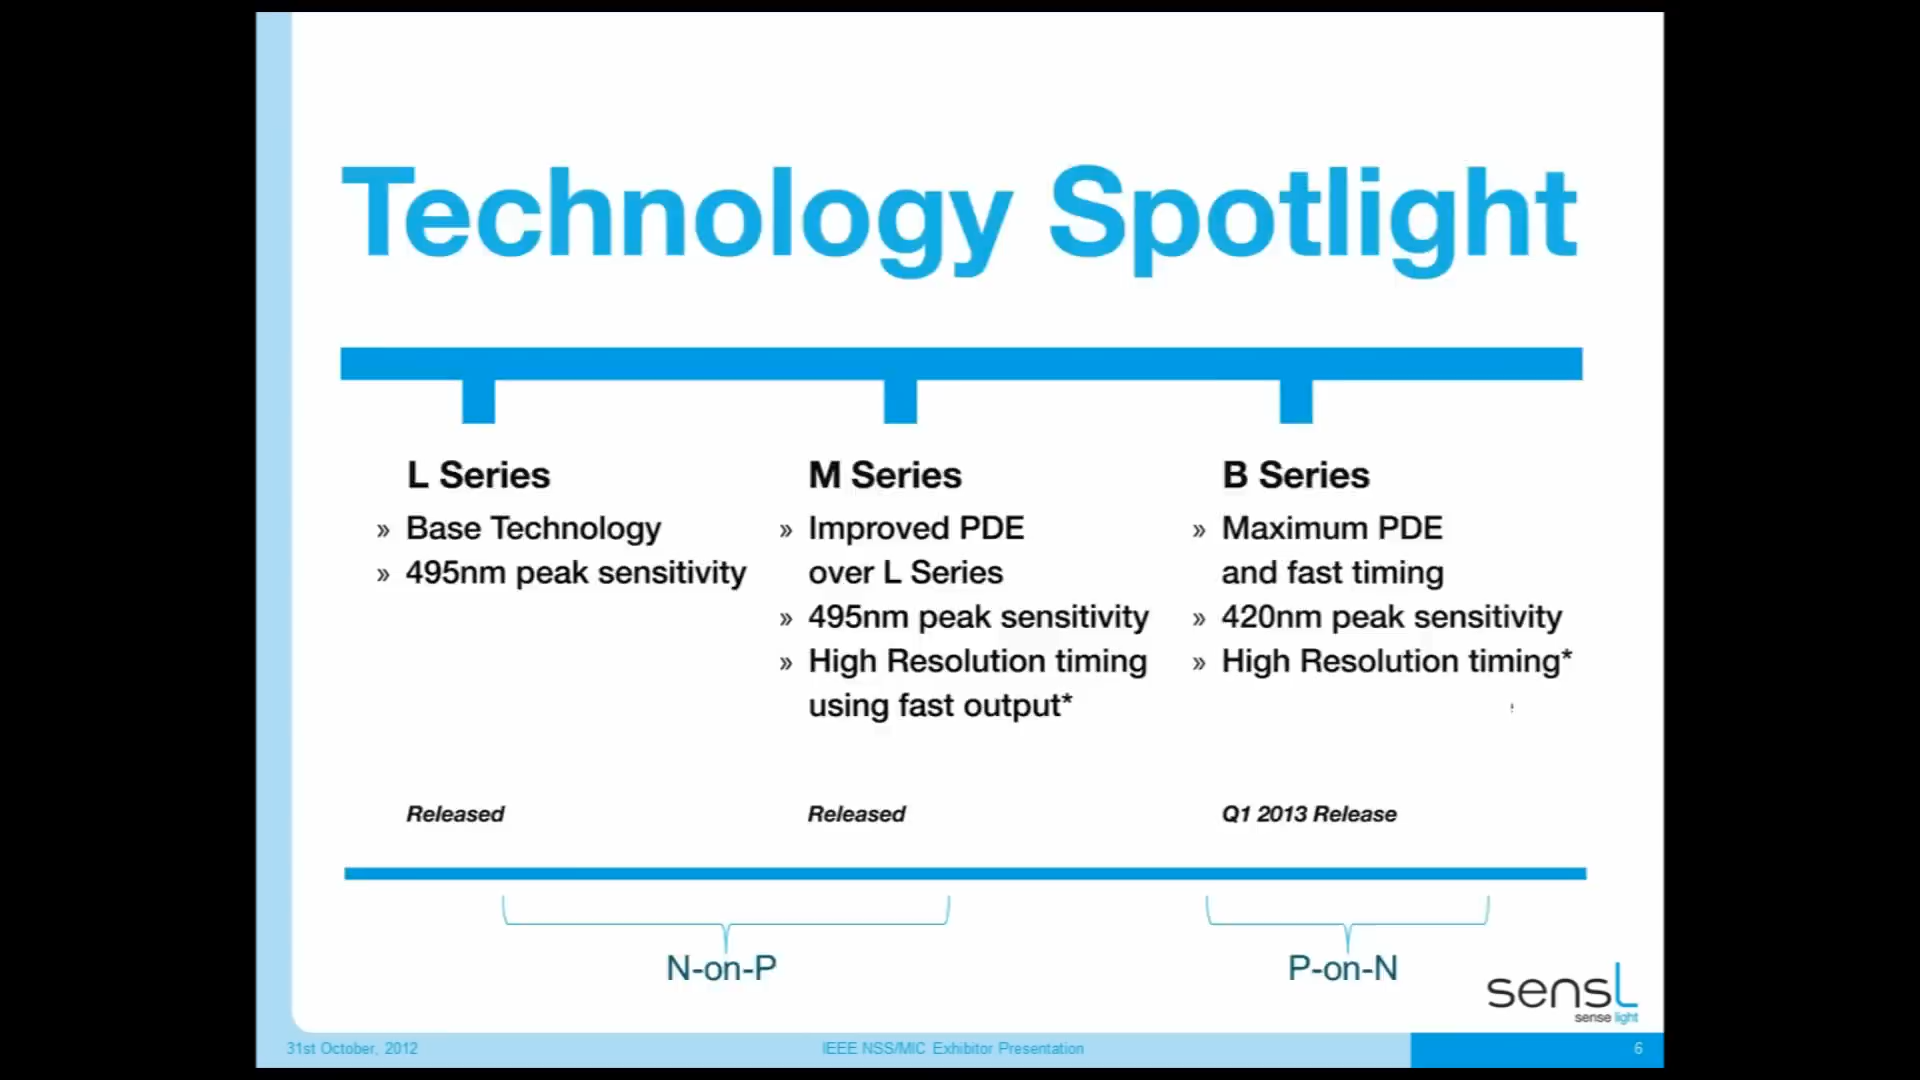 Technology Spotlight
L Series
» Base Technology
» 495nm peak sensitivity
Released
M Series
» Improved PDE
over L Series
» 495nm peak sensitivity
» High Resolution timing
using fast output*
Released
B Series
» Maximum PDE
and fast timing
» 420nm peak sensitivity
» High Resolution timing*
Q1 2013 Release
N-on-P
P-on-N
sensL
sense light
31st October, 2012
IEEE NSS/MIC Exhibitor Presentation
6